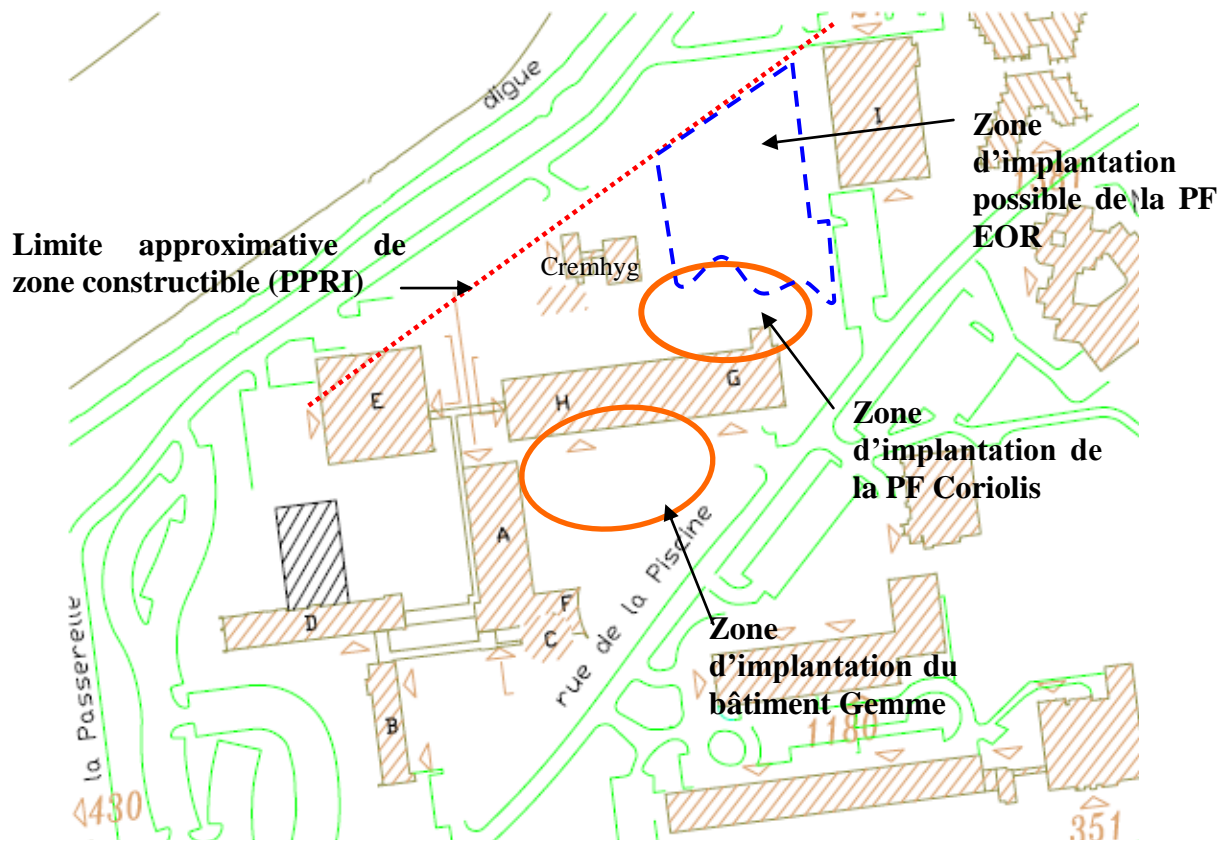 digue
I
Zone
d’implantation
possible de la PF
EOR
Limite approximative de
zone constructible (PPRI)
Cremhyg
E
H
G
Zone
d’implantation de
la PF Coriolis
A
rue de la Piscine
F
C
D
B
la Passerelle
Zone
d’implantation du
bâtiment Gemme
1180
430
351